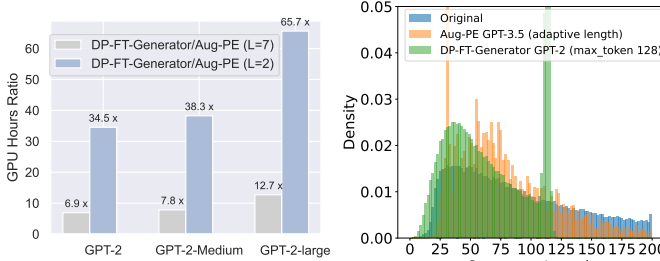 65.7 x
60
DP-FT-Generator/Aug-PE (L=7)
DP-FT-Generator/Aug-PE (L=2)
50
38.3 x
40
34.5 x
30
20
12.7 x
10
6.9 x
7.8 x
0
GPU Hours Ratio
GPT-2
GPT-2-Medium
GPT-2-large
0.05
Original
Aug-PE GPT-3.5 (adaptive length)
DP-FT-Generator GPT-2 (max_token 128)
0.04
0.03
0.02
0.01
0.00
Density
0
25
50
75
100
125
150
175
200